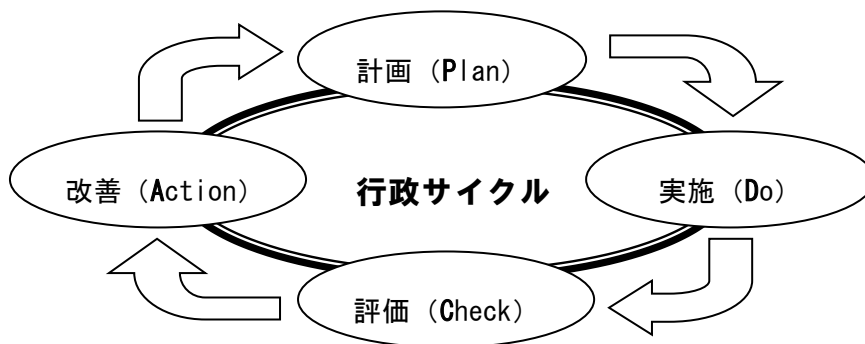 計画（Plan）
改善（Action）
行政サイクル
実施（Do）
評価（Check）